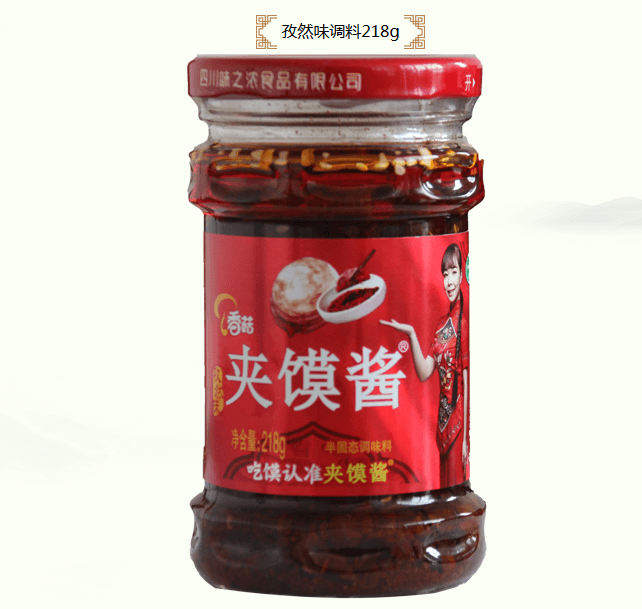 孜然味调料218g
四川味之浓食品有限公司
开
香菇
夹馍酱®
净含量:218g
半固态调味料
吃馍认准夹馍酱®